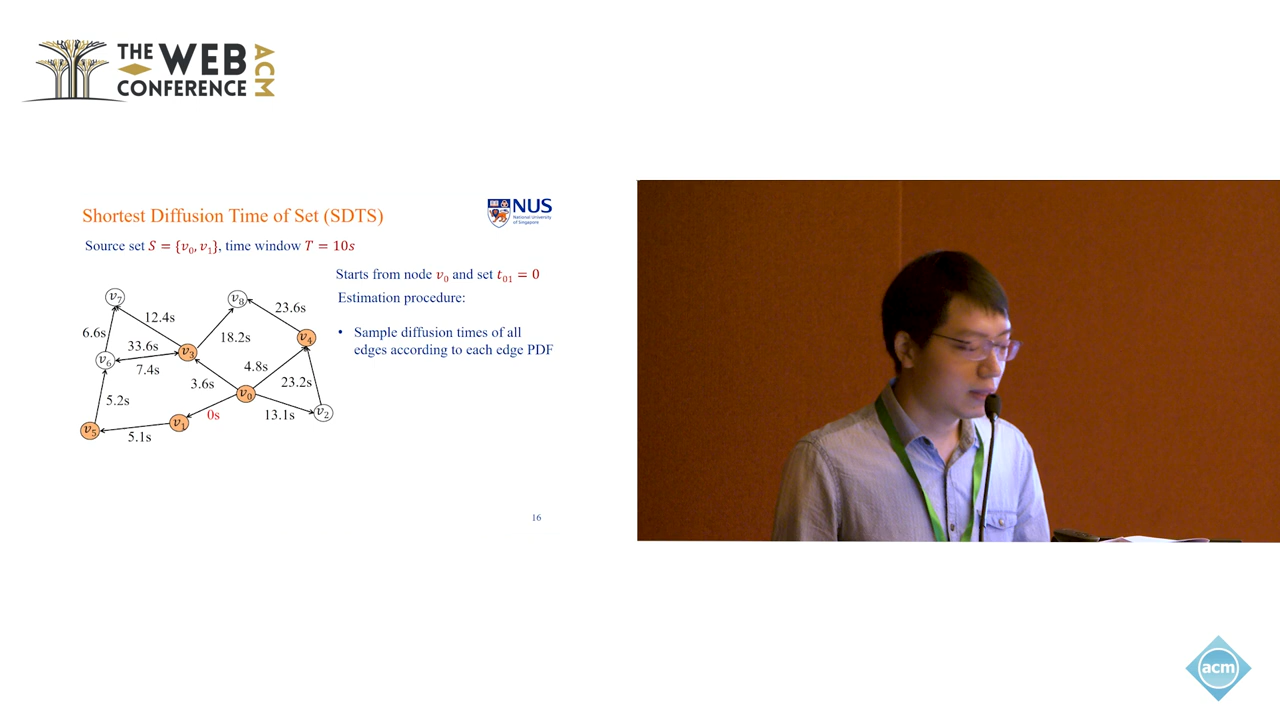 THE WEB
CONFERENCE
ACM
Shortest Diffusion Time of Set (SDTS)
NUS
National University
of Singapore
Source set S = {v₀, v₁}, time window T = 10s
Starts from node v₀ and set t₀₁ = 0
Estimation procedure:
• Sample diffusion times of all
edges according to each edge PDF
v₇
v₈
23.6s
12.4s
6.6s
33.6s
18.2s
v₄
v₃
v₆
7.4s
4.8s
3.6s
23.2s
v₀
5.2s
0s
13.1s
v₂
v₁
v₅
5.1s
16
acm